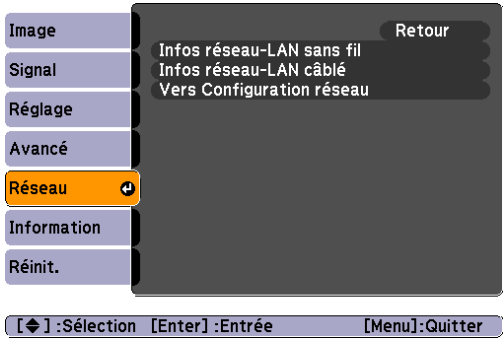 Image
Signal
Réglage
Avancé
Réseau
Information
Réinit.
Retour
Infos réseau-LAN sans fil
Infos réseau-LAN câblé
Vers Configuration réseau
[◆] :Sélection [Enter] :Entrée [Menu]:Quitter